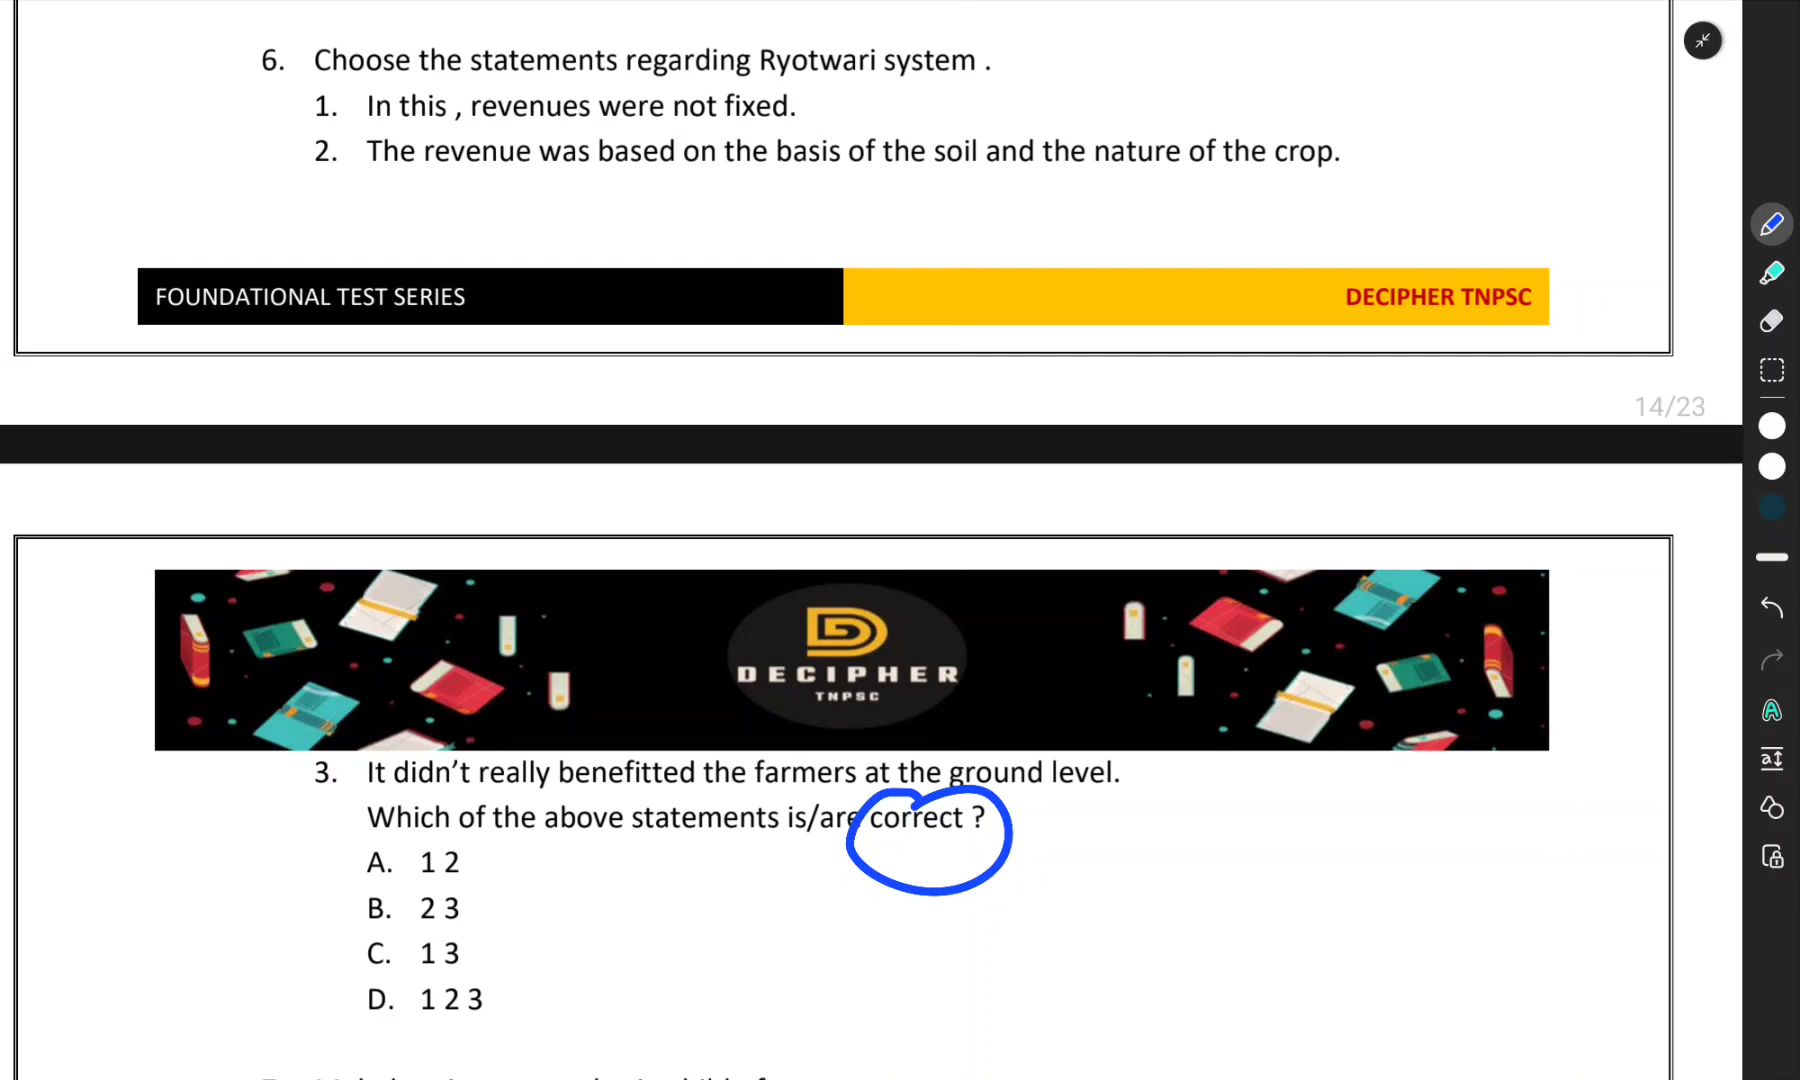 6. Choose the statements regarding Ryotwari system .
1. In this , revenues were not fixed.
2. The revenue was based on the basis of the soil and the nature of the crop.
FOUNDATIONAL TEST SERIES
DECIPHER TNPSC
14/23
DECIPHER
TNPSC
3. It didn’t really benefitted the farmers at the ground level.
Which of the above statements is/are correct ?
A. 1 2
B. 2 3
C. 1 3
D. 1 2 3